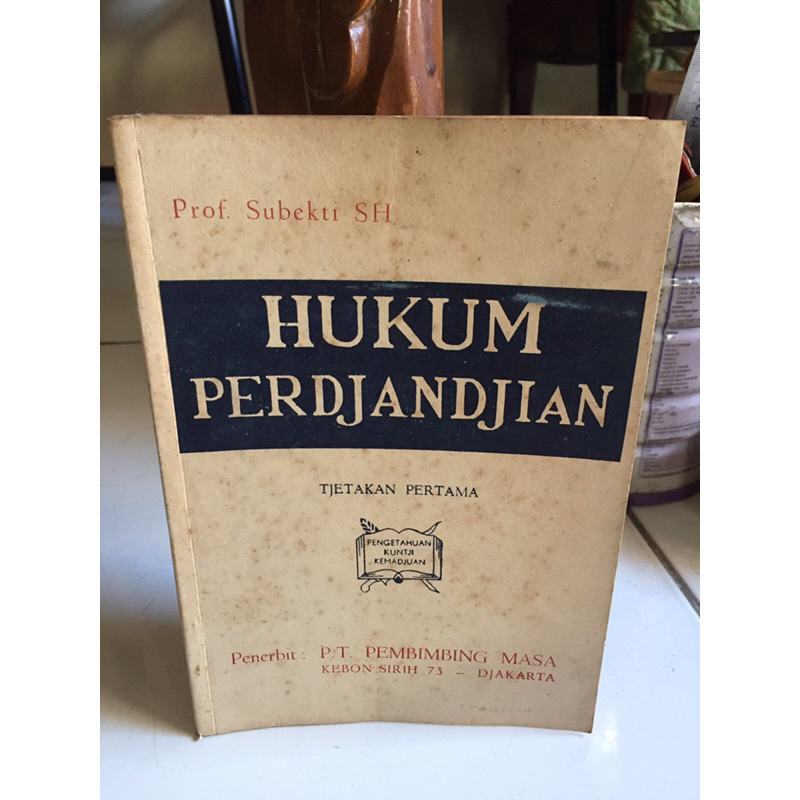 Prof. Subekti SH
HUKUM
PERDJANDJIAN
TJETAKAN PERTAMA
PENGETAHUAN
KUNTJI
KEMADJUAN
Penerbit : P.T. PEMBIMBING MASA
KEBON SIRIH 73 – DJAKARTA